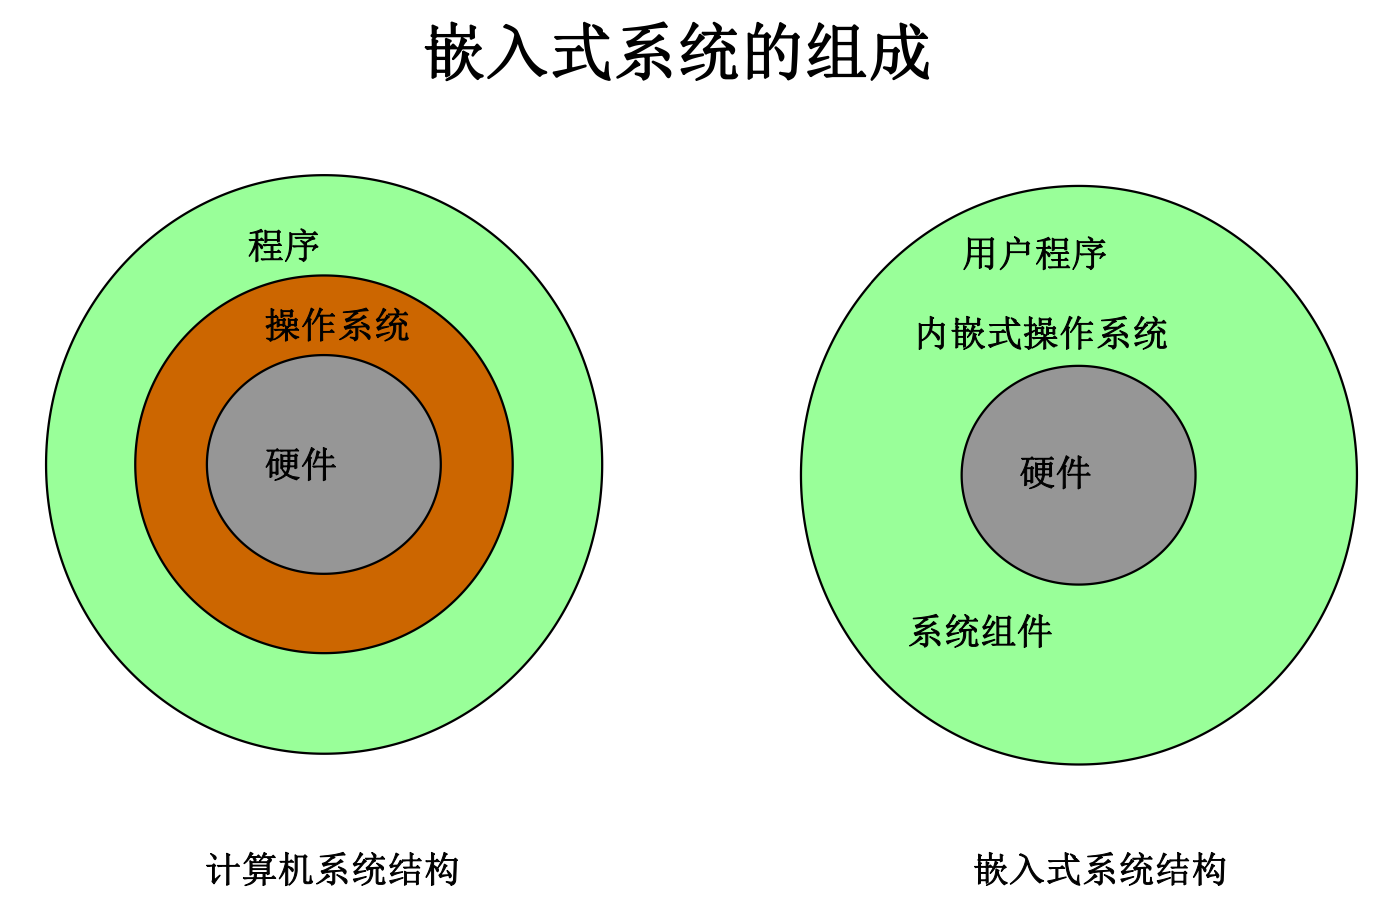 嵌入式系统的组成
程序
操作系统
硬件
计算机系统结构
用户程序
内嵌式操作系统
硬件
系统组件
嵌入式系统结构